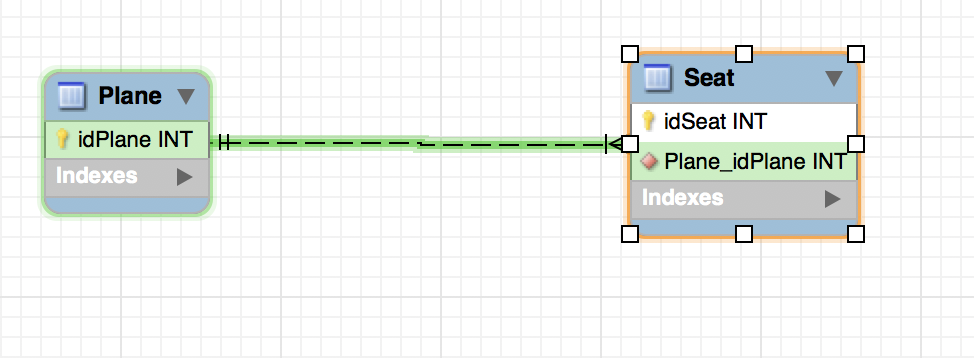 Plane
idPlane INT
Indexes
Seat
idSeat INT
Plane_idPlane INT
Indexes